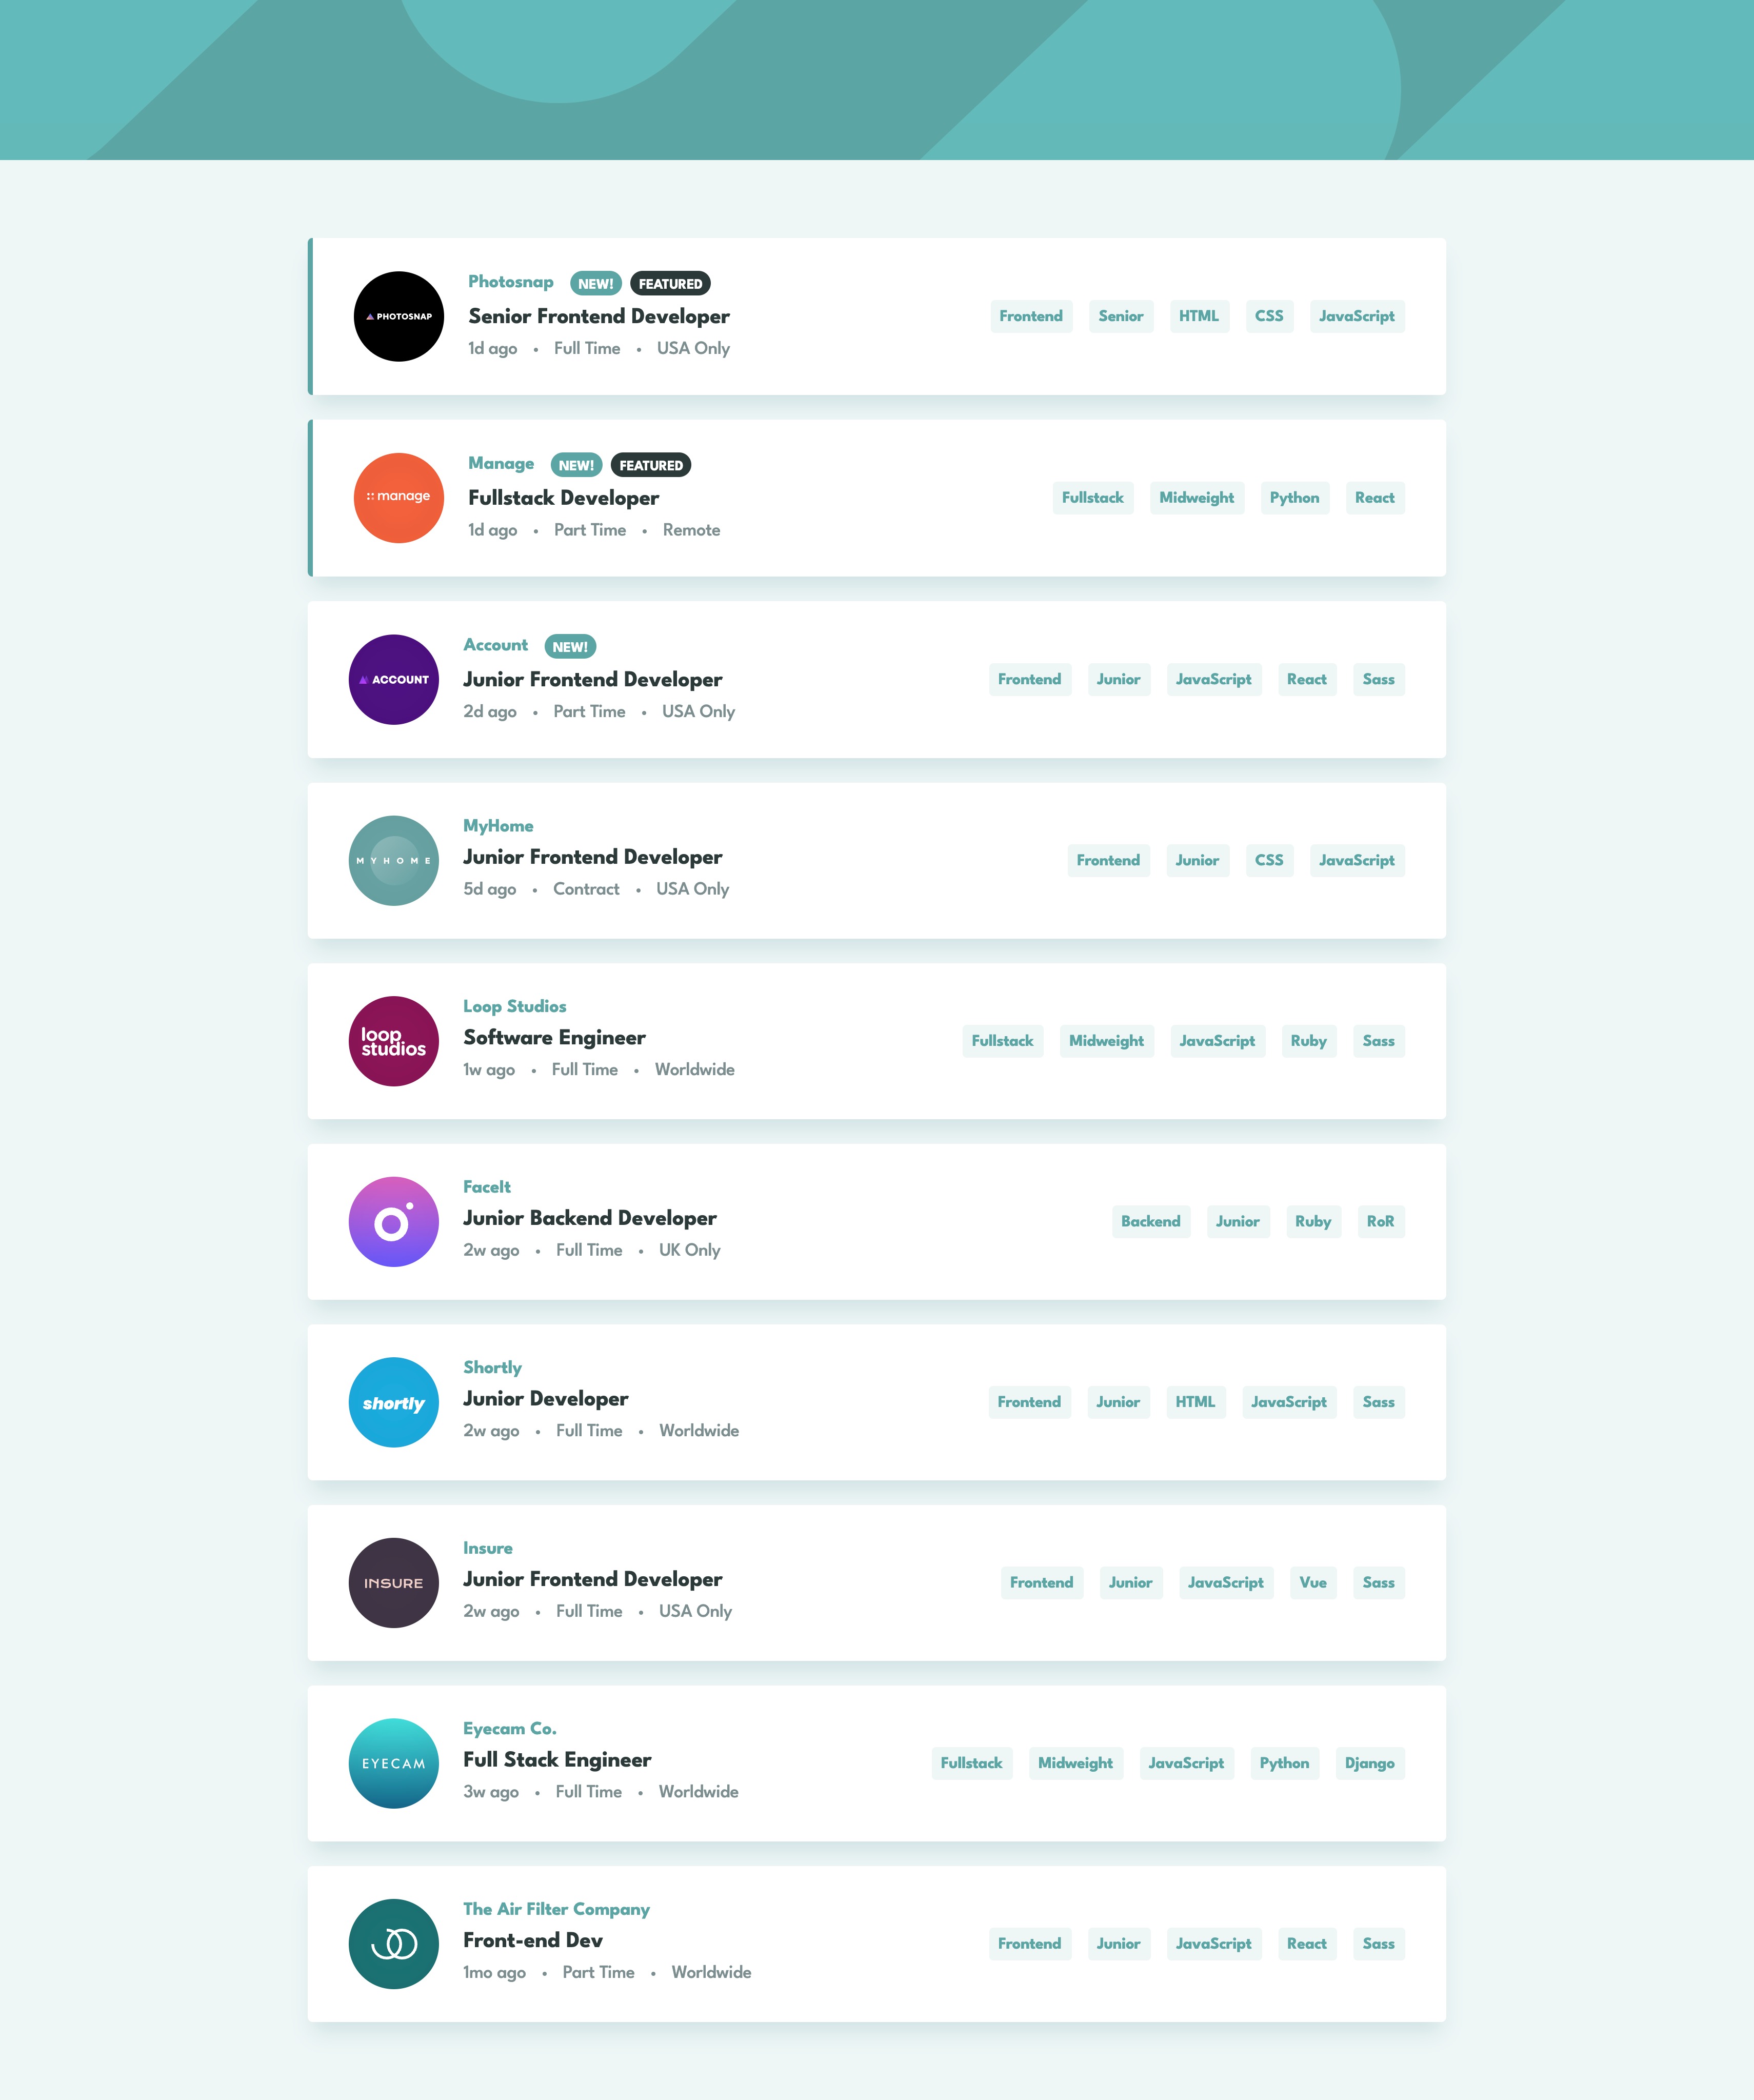 PHOTOSNAP
Photosnap NEW! FEATURED
Senior Frontend Developer
1d ago • Full Time • USA Only
Frontend Senior HTML CSS JavaScript
manage
Manage NEW! FEATURED
Fullstack Developer
1d ago • Part Time • Remote
Fullstack Midweight Python React
ACCOUNT
Account NEW!
Junior Frontend Developer
2d ago • Part Time • USA Only
Frontend Junior JavaScript React Sass
MYHOME
MyHome
Junior Frontend Developer
5d ago • Contract • USA Only
Frontend Junior CSS JavaScript
loop
studios
Loop Studios
Software Engineer
1w ago • Full Time • Worldwide
Fullstack Midweight JavaScript Ruby Sass
FaceIt
Junior Backend Developer
2w ago • Full Time • UK Only
Backend Junior Ruby RoR
shortly
Shortly
Junior Developer
2w ago • Full Time • Worldwide
Frontend Junior HTML JavaScript Sass
INSURE
Insure
Junior Frontend Developer
2w ago • Full Time • USA Only
Frontend Junior JavaScript Vue Sass
EYECAM
Eyecam Co.
Full Stack Engineer
3w ago • Full Time • Worldwide
Fullstack Midweight JavaScript Python Django
The Air Filter Company
Front-end Dev
1mo ago • Part Time • Worldwide
Frontend Junior JavaScript React Sass